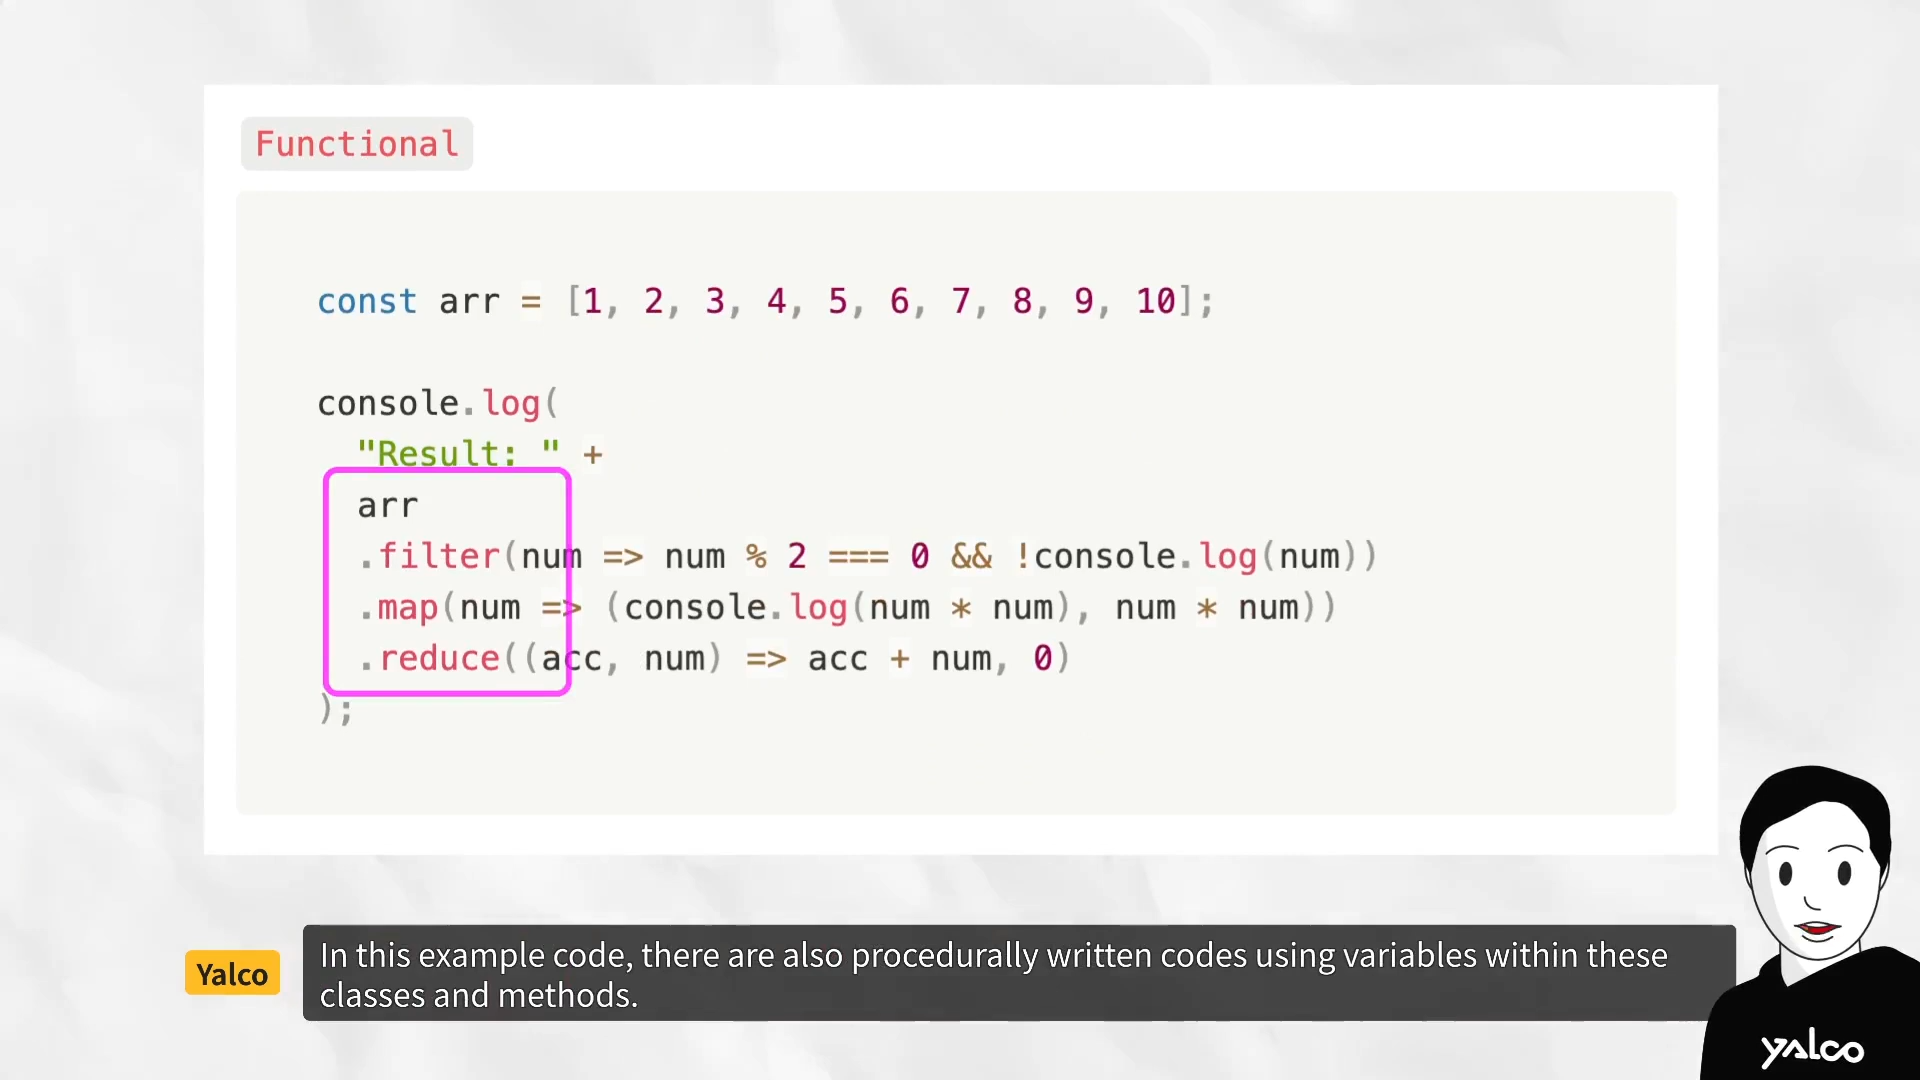 Functional
const arr = [1, 2, 3, 4, 5, 6, 7, 8, 9, 10];
console.log(
"Result: " +
arr
.filter(num => num % 2 === 0 && !console.log(num))
.map(num => (console.log(num * num), num * num))
.reduce((acc, num) => acc + num, 0)
);
Yalco
In this example code, there are also procedurally written codes using variables within these
classes and methods.
yalco